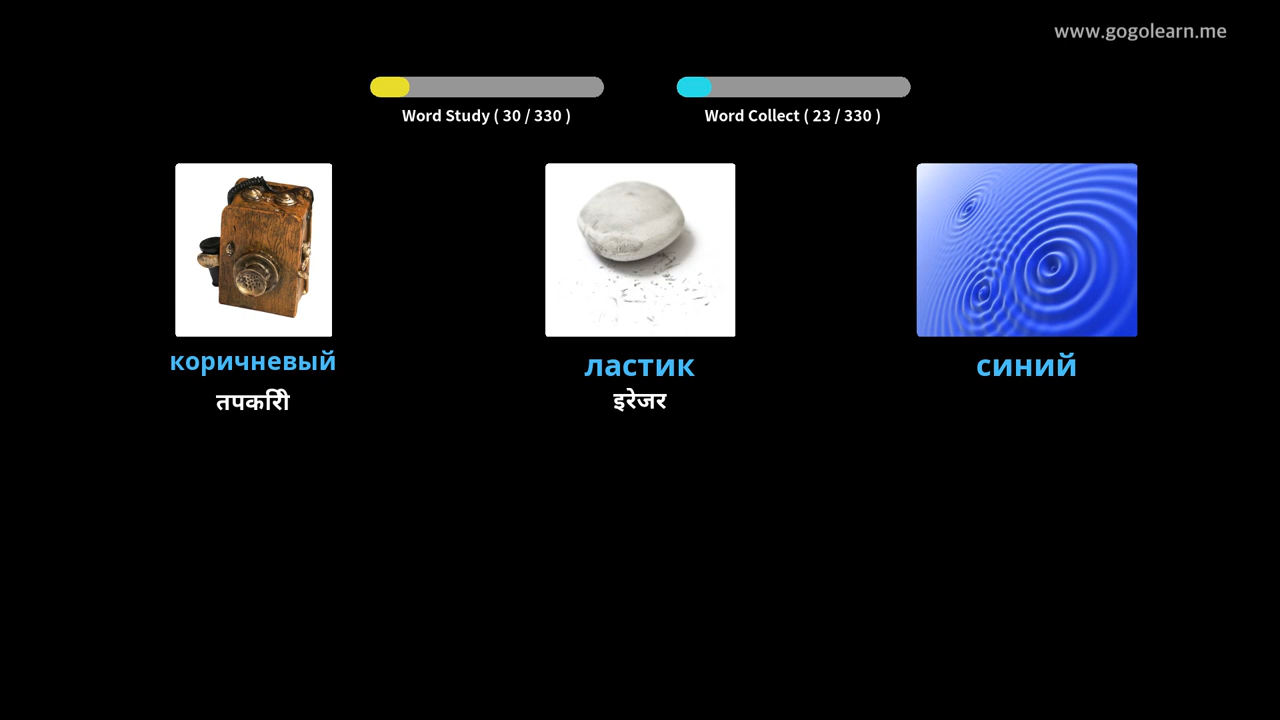 www.gogolearn.me
Word Study ( 30 / 330 )
Word Collect ( 23 / 330 )
коричневый
ластик
синий
तपकरिी
इरेजर